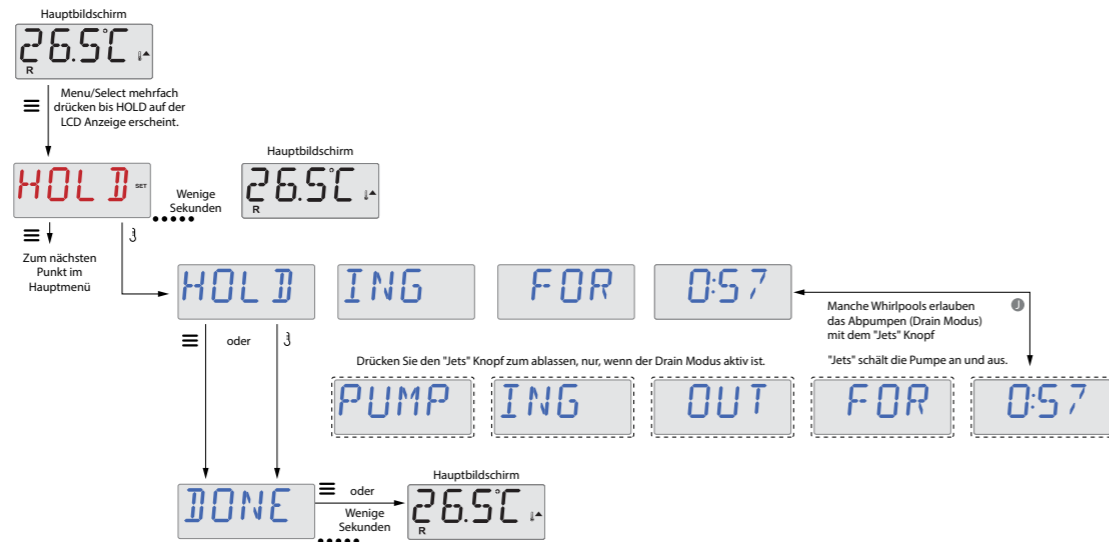 Hauptbildschirm
26.5°C
R
Menu/Select mehrfach
drücken bis HOLD auf der
LCD Anzeige erscheint.
HOLD SET
Wenige
Sekunden
Hauptbildschirm
26.5°C
R
Zum nächsten
Punkt im
Hauptmenü
HOLD ING FOR 0:57
Manche Whirlpools erlauben
das Abpumpen (Drain Modus)
mit dem "Jets" Knopf
J
"Jets" schält die Pumpe an und aus.
oder
Drücken Sie den "Jets" Knopf zum ablassen, nur, wenn der Drain Modus aktiv ist.
PUMP ING OUT FOR 0:57
DONE
oder
Wenige
Sekunden
Hauptbildschirm
26.5°C
R